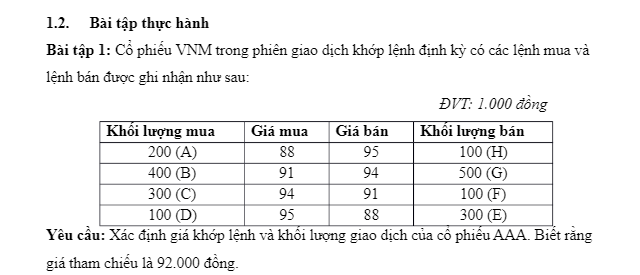 1.2. Bài tập thực hành
Bài tập 1: Cổ phiếu VNM trong phiên giao dịch khớp lệnh định kỳ có các lệnh mua và
lệnh bán được ghi nhận như sau:
ĐVT: 1.000 đồng
Khối lượng mua Giá mua Giá bán Khối lượng bán
200 (A) 88 95 100 (H)
400 (B) 91 94 500 (G)
300 (C) 94 91 100 (F)
100 (D) 95 88 300 (E)
Yêu cầu: Xác định giá khớp lệnh và khối lượng giao dịch của cổ phiếu AAA. Biết rằng
giá tham chiếu là 92.000 đồng.